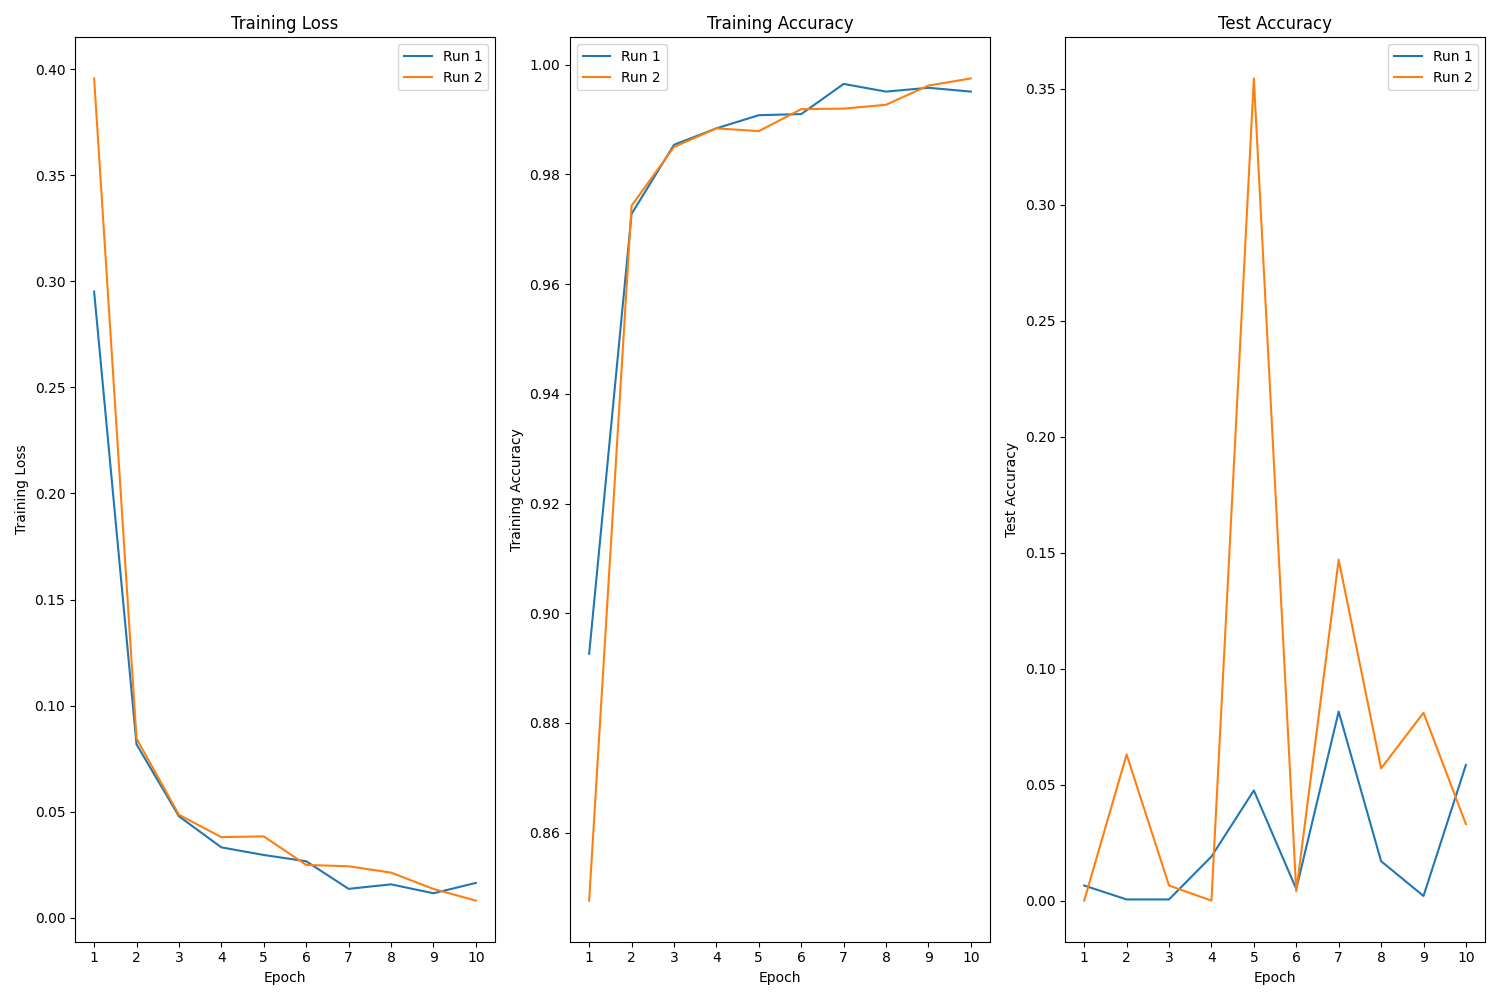 Training Loss
Run 1
Run 2
0.40
0.35
0.30
0.25
0.20
0.15
0.10
0.05
0.00
Training Loss
1 2 3 4 5 6 7 8 9 10
Epoch
Training Accuracy
Run 1
Run 2
1.00
0.98
0.96
0.94
0.92
0.90
0.88
0.86
Training Accuracy
1 2 3 4 5 6 7 8 9 10
Epoch
Test Accuracy
Run 1
Run 2
0.35
0.30
0.25
0.20
0.15
0.10
0.05
0.00
Test Accuracy
1 2 3 4 5 6 7 8 9 10
Epoch